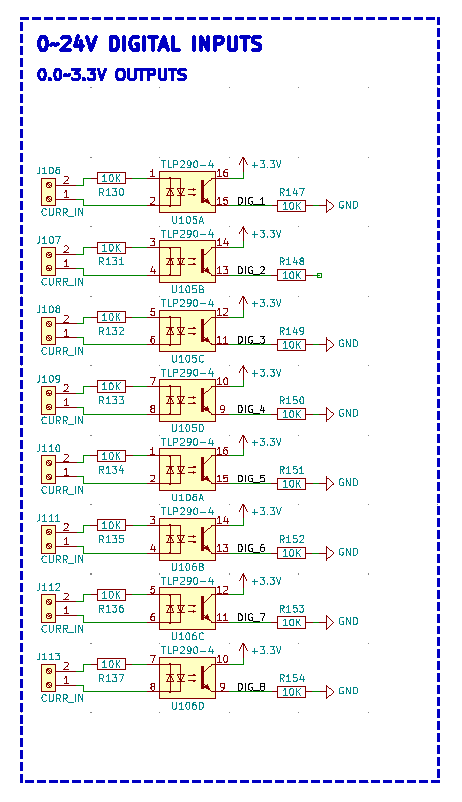 0~24V DIGITAL INPUTS
0.0~3.3V OUTPUTS
J106 TLP290-4
2 10K 1 16 +3.3V
R130 R147
1 2 15 DIG_1 10K GND
CURR_IN U105A
J107 TLP290-4
2 10K 3 14 +3.3V
R131 R148
1 4 13 DIG_2 10K
CURR_IN U105B
J108 TLP290-4
2 10K 5 12 +3.3V
R132 R149
1 6 11 DIG_3 10K GND
CURR_IN U105C
J109 TLP290-4
2 10K 7 10 +3.3V
R133 R150
1 8 9 DIG_4 10K GND
CURR_IN U105D
J110 TLP290-4
2 10K 1 16 +3.3V
R134 R151
1 2 15 DIG_5 10K GND
CURR_IN U106A
J111 TLP290-4
2 10K 3 14 +3.3V
R135 R152
1 4 13 DIG_6 10K GND
CURR_IN U106B
J112 TLP290-4
2 10K 5 12 +3.3V
R136 R153
1 6 11 DIG_7 10K GND
CURR_IN U106C
J113 TLP290-4
2 10K 7 10 +3.3V
R137 R154
1 8 9 DIG_8 10K GND
CURR_IN U106D